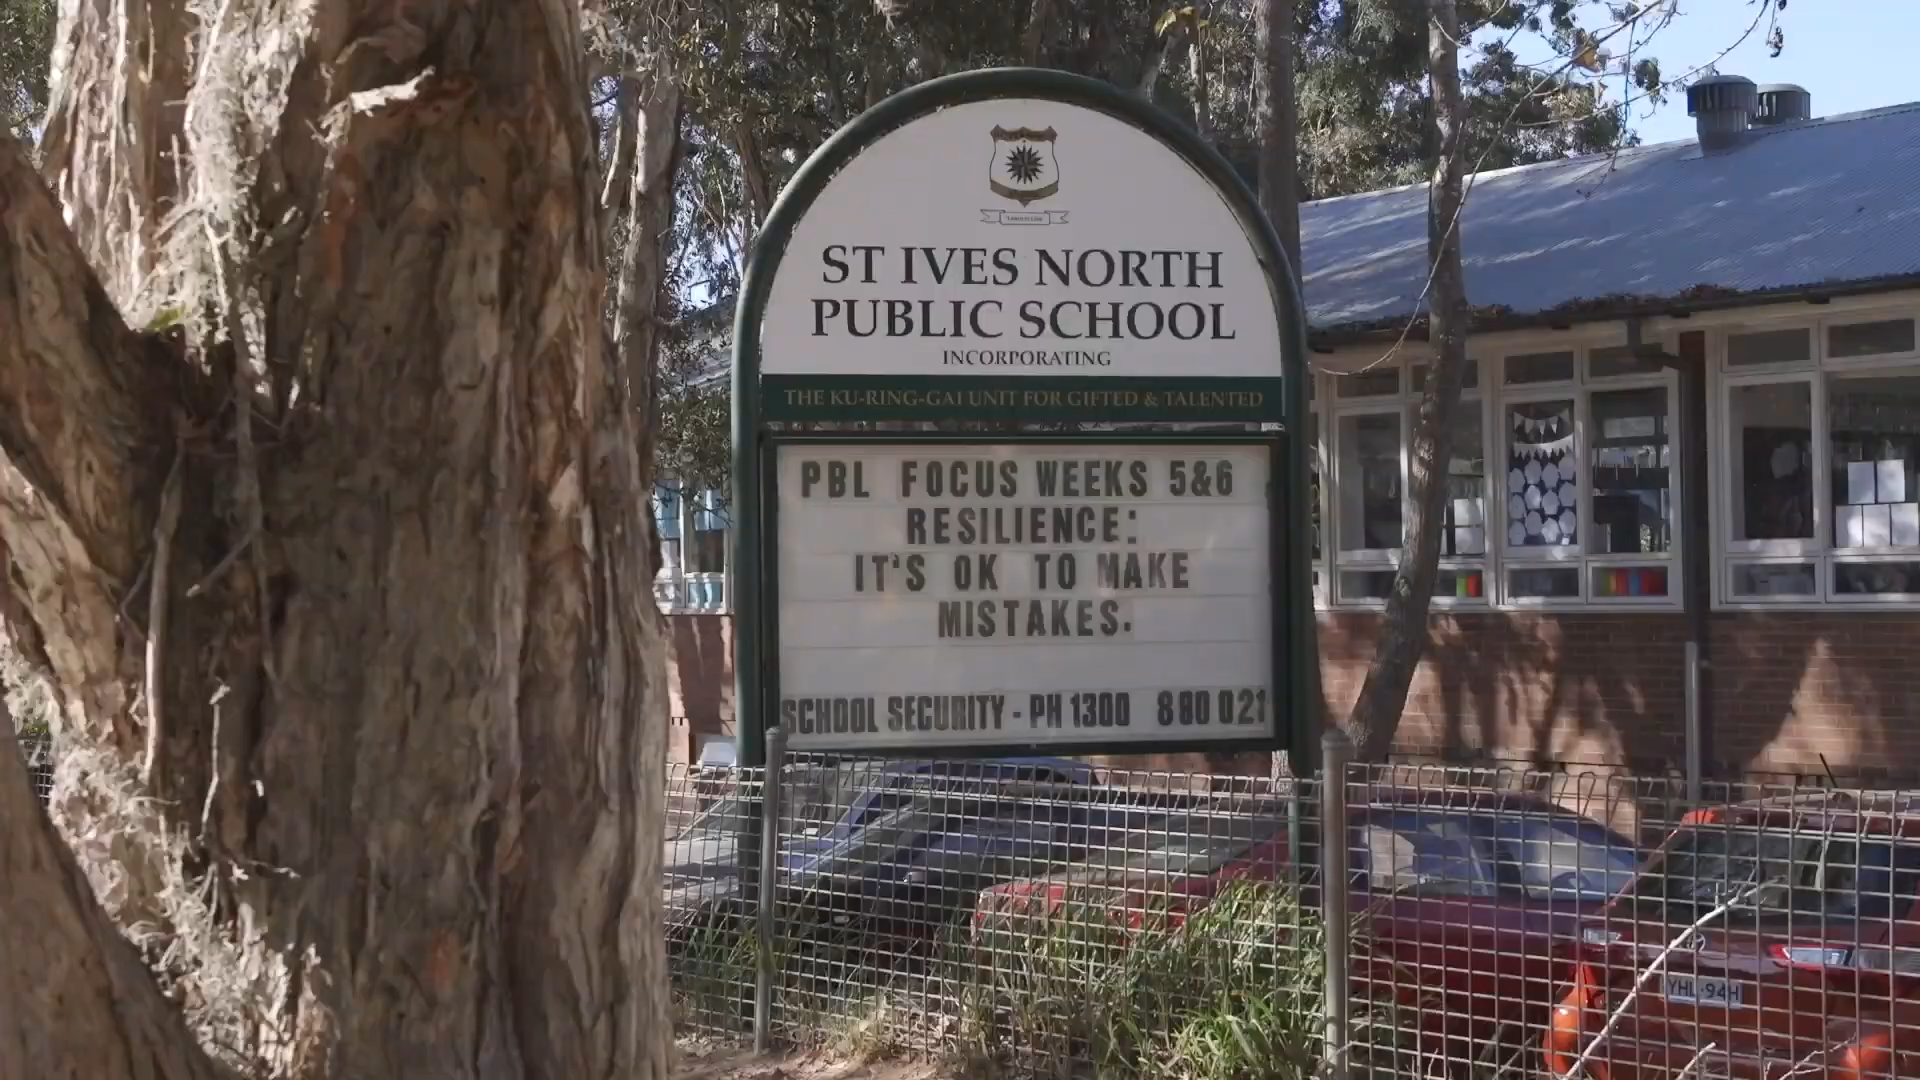 ST IVES NORTH
PUBLIC SCHOOL
INCORPORATING
THE KU-RING-GAI UNIT FOR GIFTED & TALENTED
PBL FOCUS WEEKS 5&6
RESILIENCE:
IT'S OK TO MAKE
MISTAKES.
SCHOOL SECURITY - PH 1300 880 021
YHL·94H